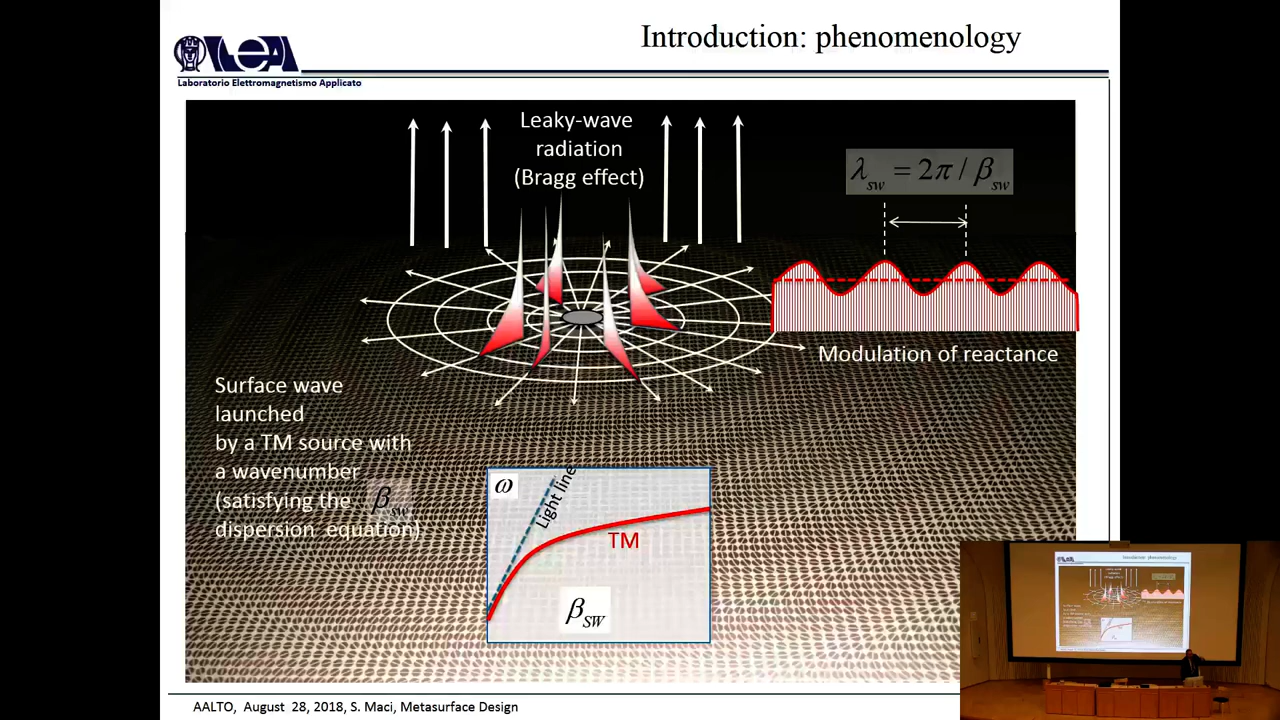 Introduction: phenomenology
LEA
Laboratorio Elettromagnetismo Applicato
Leaky-wave
radiation
(Bragg effect)
λsw = 2π / βsw
Modulation of reactance
Surface wave
launched
by a TM source with
a wavenumber
(satisfying the βsw
dispersion equation)
ω
Light line
TM
βSW
AALTO, August 28, 2018, S. Maci, Metasurface Design